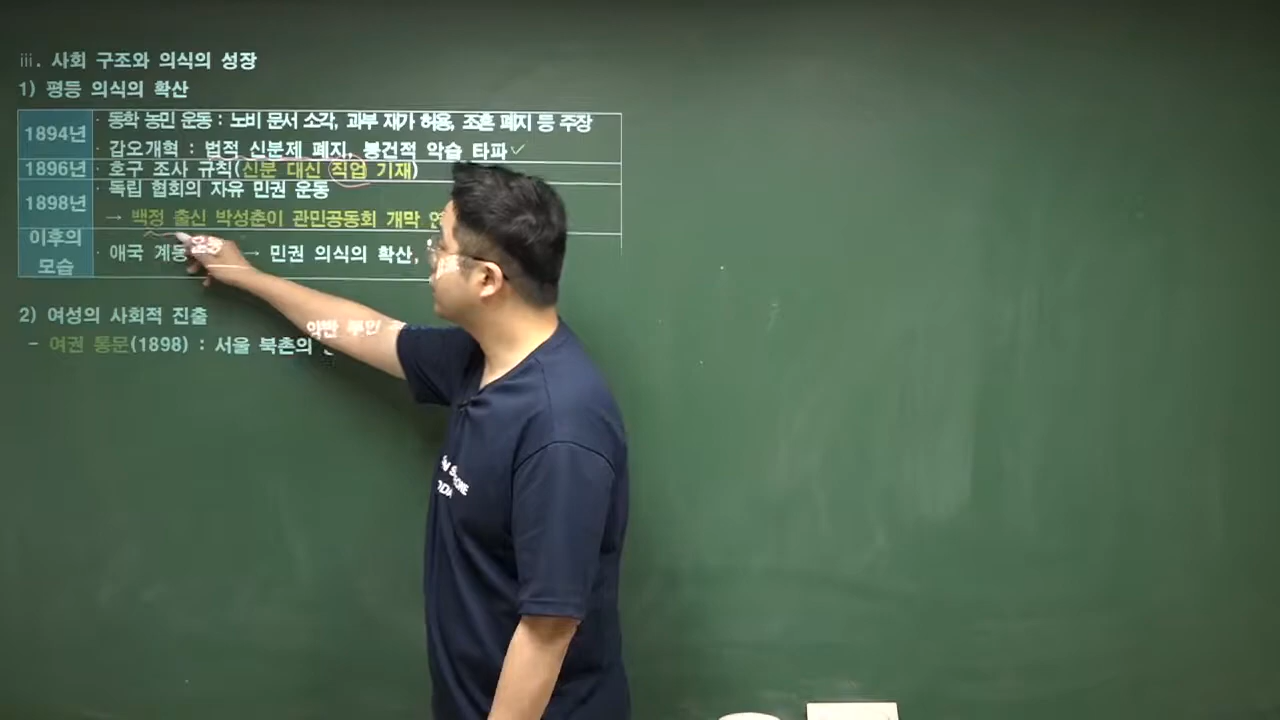 ⅲ. 사회 구조와 의식의 성장
1) 평등 의식의 확산
1894년
· 동학 농민 운동 : 노비 문서 소각, 과부 재가 허용, 조혼 폐지 등 주장
· 갑오개혁 : 법적 신분제 폐지, 봉건적 악습 타파
1896년
· 호구 조사 규칙(신분 대신 직업 기재)
1898년
· 독립 협회의 자유 민권 운동
→ 백정 출신 박성춘이 관민공동회 개막
이후의 모습
· 애국 계몽 운동 → 민권 의식의 확산,
2) 여성의 사회적 진출
- 여권 통문(1898) : 서울 북촌의 양반 부인